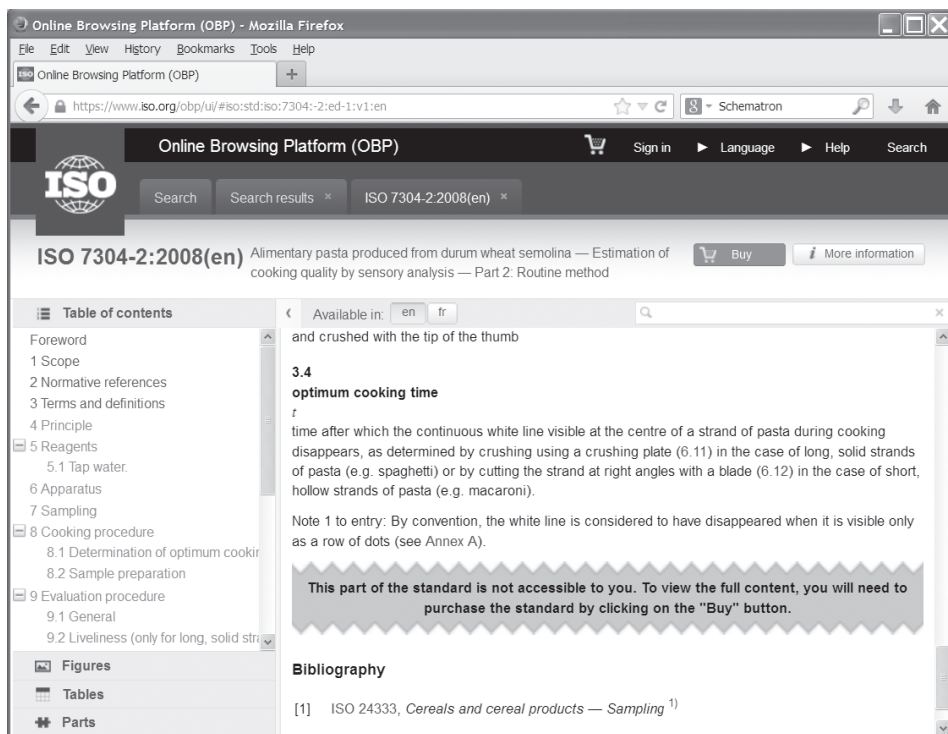 Online Browsing Platform (OBP) - Mozilla Firefox
File Edit View History Bookmarks Tools Help
ISO Online Browsing Platform (OBP) +
https://www.iso.org/obp/ui/#iso:std:iso:7304:-2:ed-1:v1:en 8 Schematron
Online Browsing Platform (OBP) Sign in Language Help Search
ISO
Search Search results × ISO 7304-2:2008(en) ×
ISO 7304-2:2008(en) Alimentary pasta produced from durum wheat semolina — Estimation of
cooking quality by sensory analysis — Part 2: Routine method
Buy i More information
Table of contents
Foreword
1 Scope
2 Normative references
3 Terms and definitions
4 Principle
5 Reagents
5.1 Tap water.
6 Apparatus
7 Sampling
8 Cooking procedure
8.1 Determination of optimum cookin
8.2 Sample preparation
9 Evaluation procedure
9.1 General
9.2 Liveliness (only for long, solid stra
Figures
Tables
Parts
Available in: en fr
and crushed with the tip of the thumb
3.4
optimum cooking time
t
time after which the continuous white line visible at the centre of a strand of pasta during cooking
disappears, as determined by crushing using a crushing plate (6.11) in the case of long, solid strands
of pasta (e.g. spaghetti) or by cutting the strand at right angles with a blade (6.12) in the case of short,
hollow strands of pasta (e.g. macaroni).
Note 1 to entry: By convention, the white line is considered to have disappeared when it is visible only
as a row of dots (see Annex A).
This part of the standard is not accessible to you. To view the full content, you will need to
purchase the standard by clicking on the "Buy" button.
Bibliography
[1] ISO 24333, Cereals and cereal products — Sampling 1)